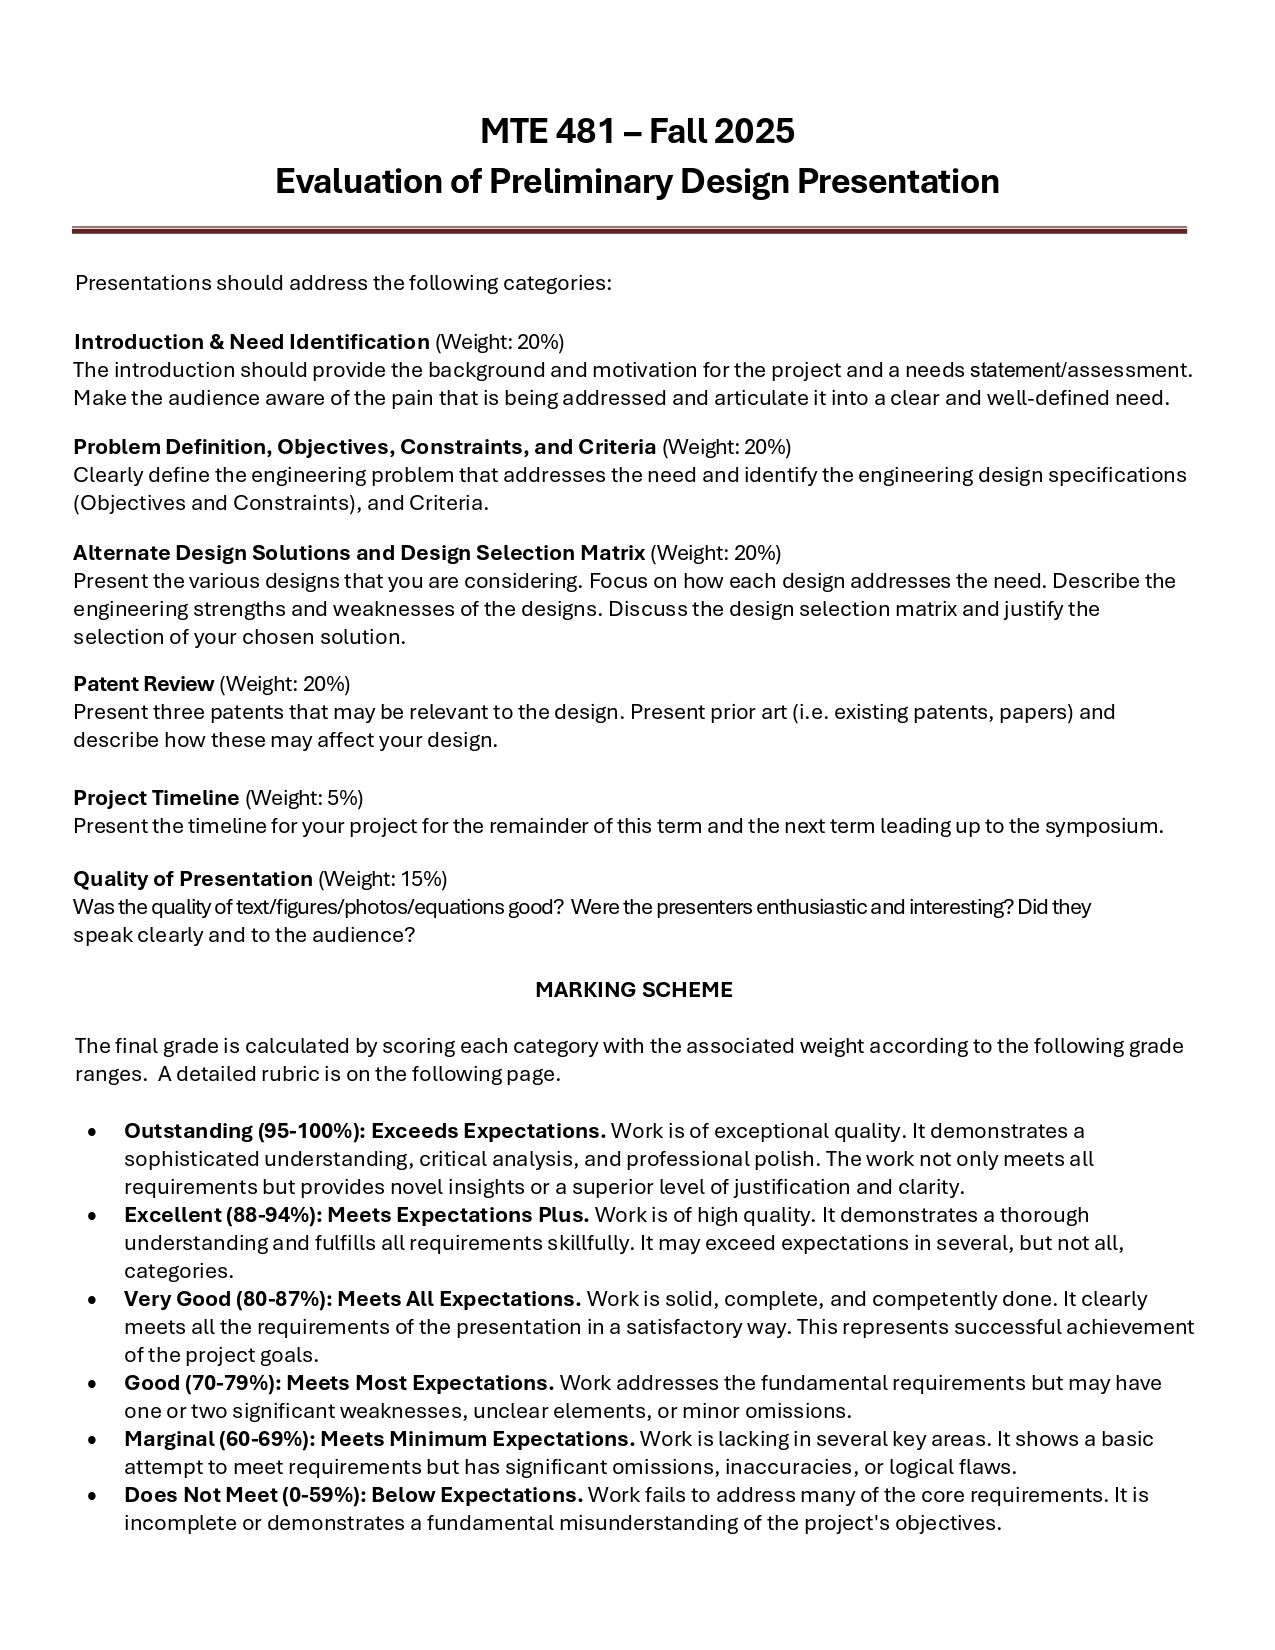 MTE 481 – Fall 2025
Evaluation of Preliminary Design Presentation
Presentations should address the following categories:
Introduction & Need Identification (Weight: 20%)
The introduction should provide the background and motivation for the project and a needs statement/assessment.
Make the audience aware of the pain that is being addressed and articulate it into a clear and well-defined need.
Problem Definition, Objectives, Constraints, and Criteria (Weight: 20%)
Clearly define the engineering problem that addresses the need and identify the engineering design specifications
(Objectives and Constraints), and Criteria.
Alternate Design Solutions and Design Selection Matrix (Weight: 20%)
Present the various designs that you are considering. Focus on how each design addresses the need. Describe the
engineering strengths and weaknesses of the designs. Discuss the design selection matrix and justify the
selection of your chosen solution.
Patent Review (Weight: 20%)
Present three patents that may be relevant to the design. Present prior art (i.e. existing patents, papers) and
describe how these may affect your design.
Project Timeline (Weight: 5%)
Present the timeline for your project for the remainder of this term and the next term leading up to the symposium.
Quality of Presentation (Weight: 15%)
Was the quality of text/figures/photos/equations good?  Were the presenters enthusiastic and interesting? Did they
speak clearly and to the audience?
MARKING SCHEME
The final grade is calculated by scoring each category with the associated weight according to the following grade
ranges.  A detailed rubric is on the following page.
• Outstanding (95-100%): Exceeds Expectations. Work is of exceptional quality. It demonstrates a
sophisticated understanding, critical analysis, and professional polish. The work not only meets all
requirements but provides novel insights or a superior level of justification and clarity.
• Excellent (88-94%): Meets Expectations Plus. Work is of high quality. It demonstrates a thorough
understanding and fulfills all requirements skillfully. It may exceed expectations in several, but not all,
categories.
• Very Good (80-87%): Meets All Expectations. Work is solid, complete, and competently done. It clearly
meets all the requirements of the presentation in a satisfactory way. This represents successful achievement
of the project goals.
• Good (70-79%): Meets Most Expectations. Work addresses the fundamental requirements but may have
one or two significant weaknesses, unclear elements, or minor omissions.
• Marginal (60-69%): Meets Minimum Expectations. Work is lacking in several key areas. It shows a basic
attempt to meet requirements but has significant omissions, inaccuracies, or logical flaws.
• Does Not Meet (0-59%): Below Expectations. Work fails to address many of the core requirements. It is
incomplete or demonstrates a fundamental misunderstanding of the project's objectives.